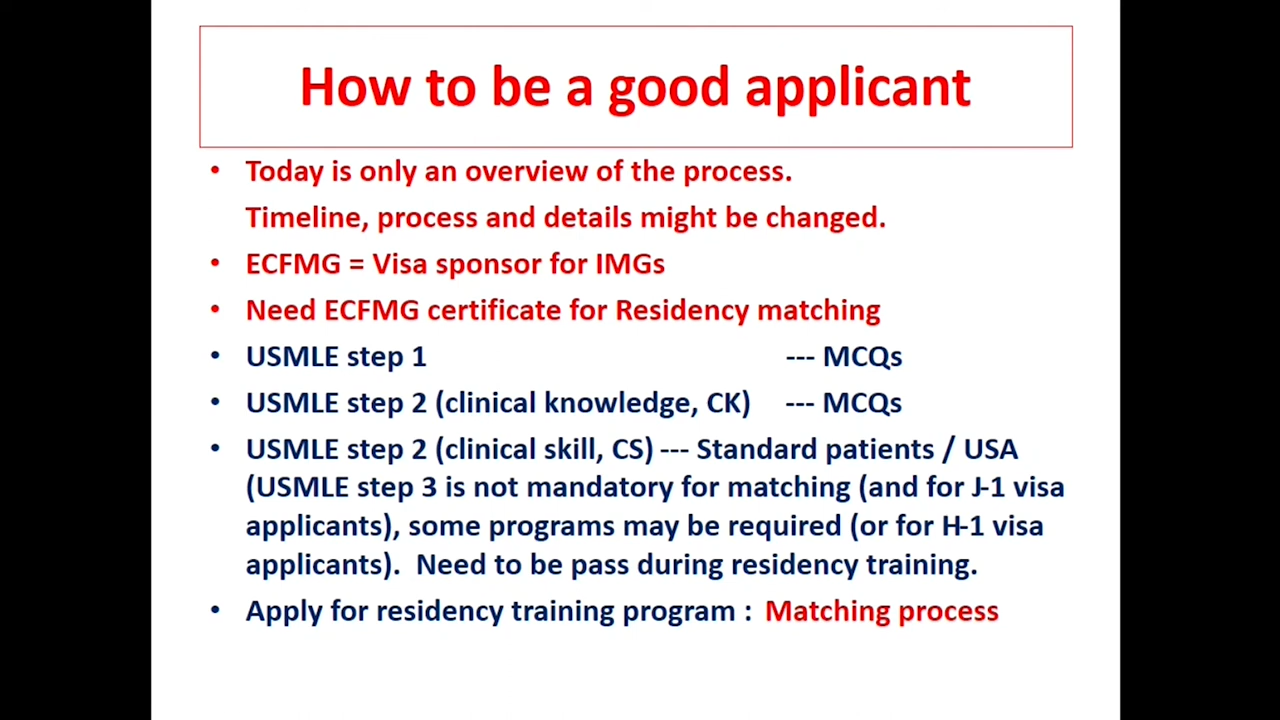 How to be a good applicant
• Today is only an overview of the process.
Timeline, process and details might be changed.
• ECFMG = Visa sponsor for IMGs
• Need ECFMG certificate for Residency matching
• USMLE step 1 --- MCQs
• USMLE step 2 (clinical knowledge, CK) --- MCQs
• USMLE step 2 (clinical skill, CS) --- Standard patients / USA
(USMLE step 3 is not mandatory for matching (and for J-1 visa
applicants), some programs may be required (or for H-1 visa
applicants). Need to be pass during residency training.
• Apply for residency training program : Matching process